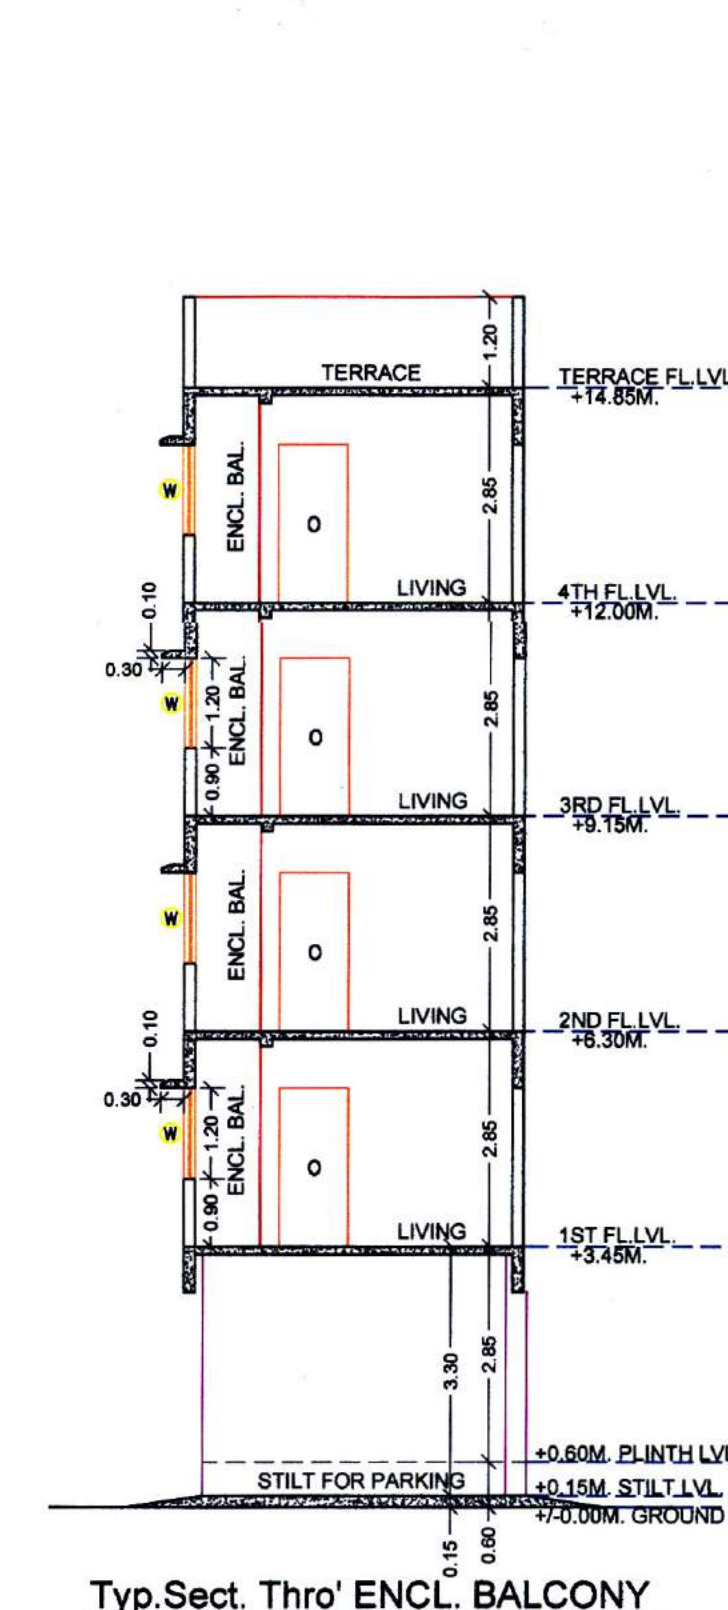 1.20
TERRACE
TERRACE FL.LVL
+14.85M.
ENCL. BAL.
W
2.85
O
LIVING
4TH FL.LVL.
+12.00M.
0.10
0.30
W
1.20
ENCL. BAL.
2.85
O
0.90
LIVING
3RD FL.LVL.
+9.15M.
ENCL. BAL.
W
2.85
O
LIVING
2ND FL.LVL.
+6.30M.
0.10
0.30
W
1.20
ENCL. BAL.
2.85
O
0.90
LIVING
1ST FL.LVL.
+3.45M.
3.30
2.85
+0.60M. PLINTH LVL
STILT FOR PARKING
+0.15M. STILT LVL.
+/-0.00M. GROUND
0.15
0.60
Typ.Sect. Thro' ENCL. BALCONY